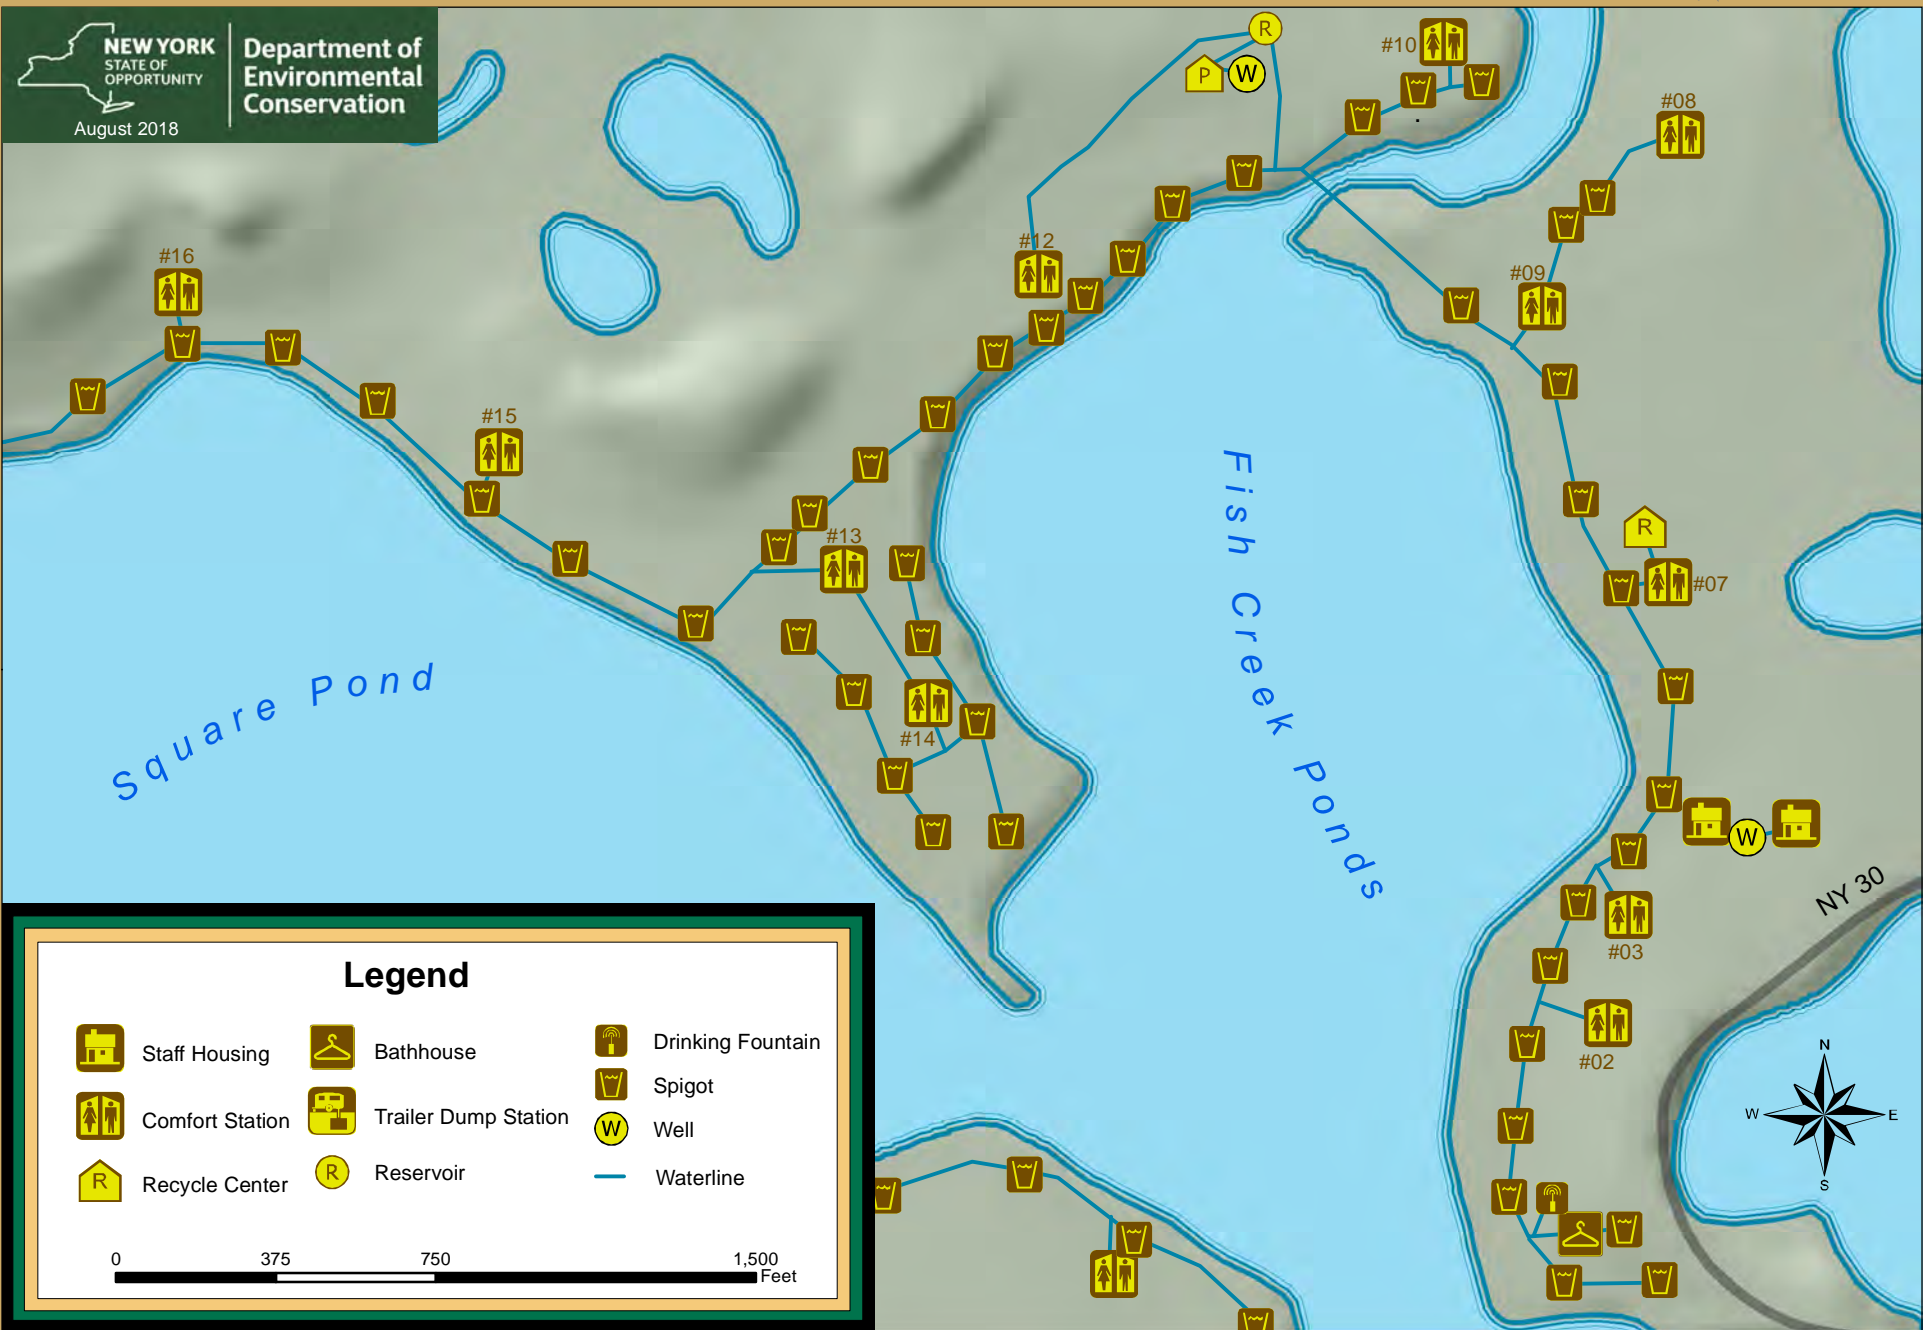 NEW YORK
STATE OF
OPPORTUNITY
Department of
Environmental
Conservation
August 2018
R
P
W
#10
#08
#12
#09
#16
#15
#13
#14
R
#07
W
#03
#02
NY 30
Square Pond
Fish Creek Ponds
N
W
E
S
Legend
Staff Housing
Comfort Station
R
Recycle Center
Bathhouse
Trailer Dump Station
R
Reservoir
Drinking Fountain
Spigot
W
Well
Waterline
0
375
750
1,500
Feet